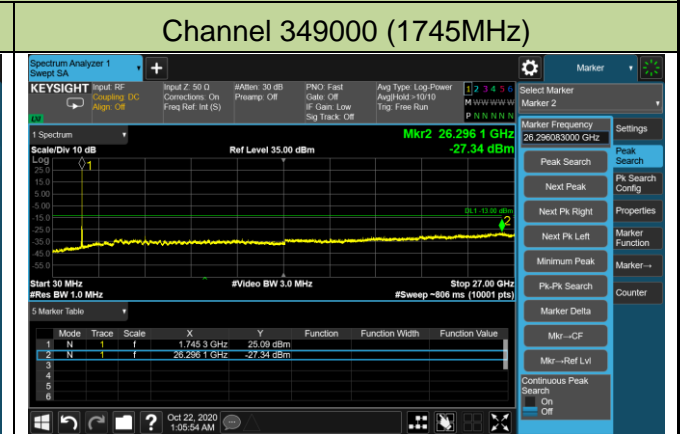 Channel 349000 (1745MHz)
Spectrum Analyzer 1
Swept SA
Marker
KEYSIGHT
Input: RF
Coupling: DC
Align: Off
Input Z: 50 Ω
Corrections: On
Freq Ref: Int (S)
#Atten: 30 dB
Preamp: Off
PNO: Fast
Gate: Off
IF Gain: Low
Sig Track: Off
Avg Type: Log-Power
Avg|Hold:>10/10
Trig: Free Run
1 2 3 4 5 6
M W W W W W
P N N N N N
LW
Select Marker
Marker 2
1 Spectrum
Scale/Div 10 dB
Ref Level 35.00 dBm
Mkr2 26.296 1 GHz
-27.34 dBm
Log
25.0
15.0
5.00
-5.00
-15.0
-25.0
-35.0
-45.0
-55.0
1
DL1 -13.00 dBm
2
Start 30 MHz
#Video BW 3.0 MHz
Stop 27.00 GHz
#Res BW 1.0 MHz
#Sweep ~806 ms (10001 pts)
Marker Frequency
26.296083000 GHz
Peak Search
Next Peak
Next Pk Right
Next Pk Left
Minimum Peak
Pk-Pk Search
Marker Delta
Mkr→CF
Mkr→Ref Lvl
Continuous Peak Search
On
Off
Settings
Peak Search
Pk Search Config
Properties
Marker Function
Marker→
Counter
5 Marker Table
Mode Trace Scale X Y Function Function Width Function Value
1 N 1 f 1.745 3 GHz 25.09 dBm
2 N 1 f 26.296 1 GHz -27.34 dBm
3
4
5
6
Oct 22, 2020
1:05:54 AM